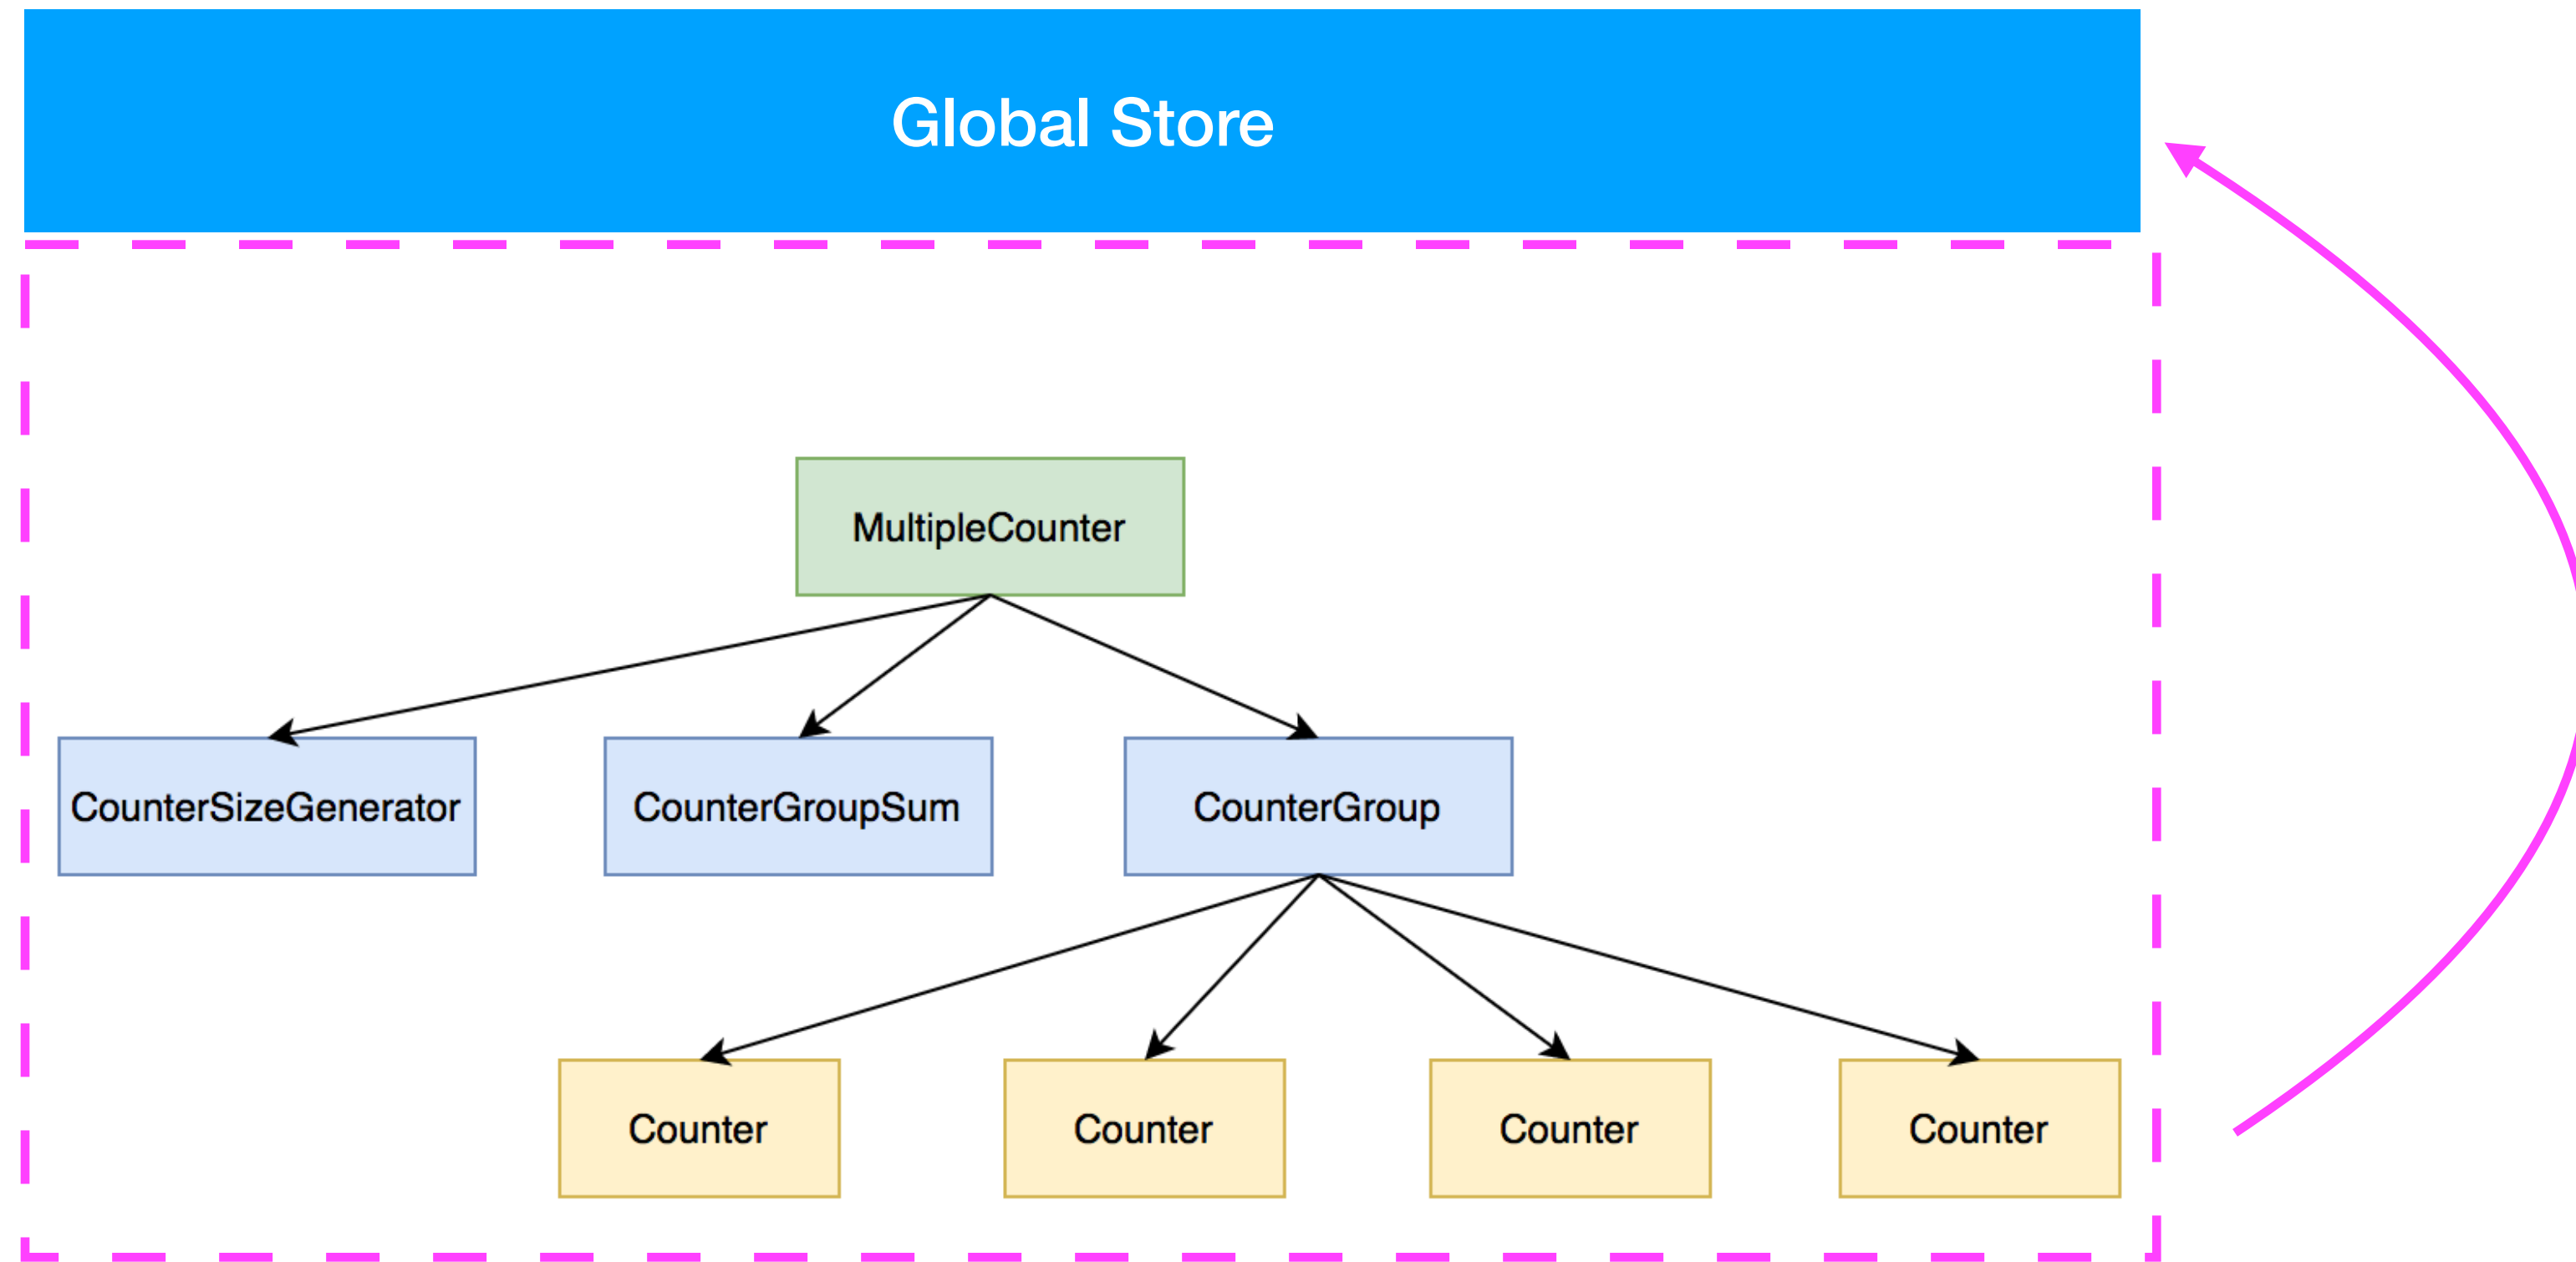 Global Store
MultipleCounter
CounterSizeGenerator
CounterGroupSum
CounterGroup
Counter
Counter
Counter
Counter